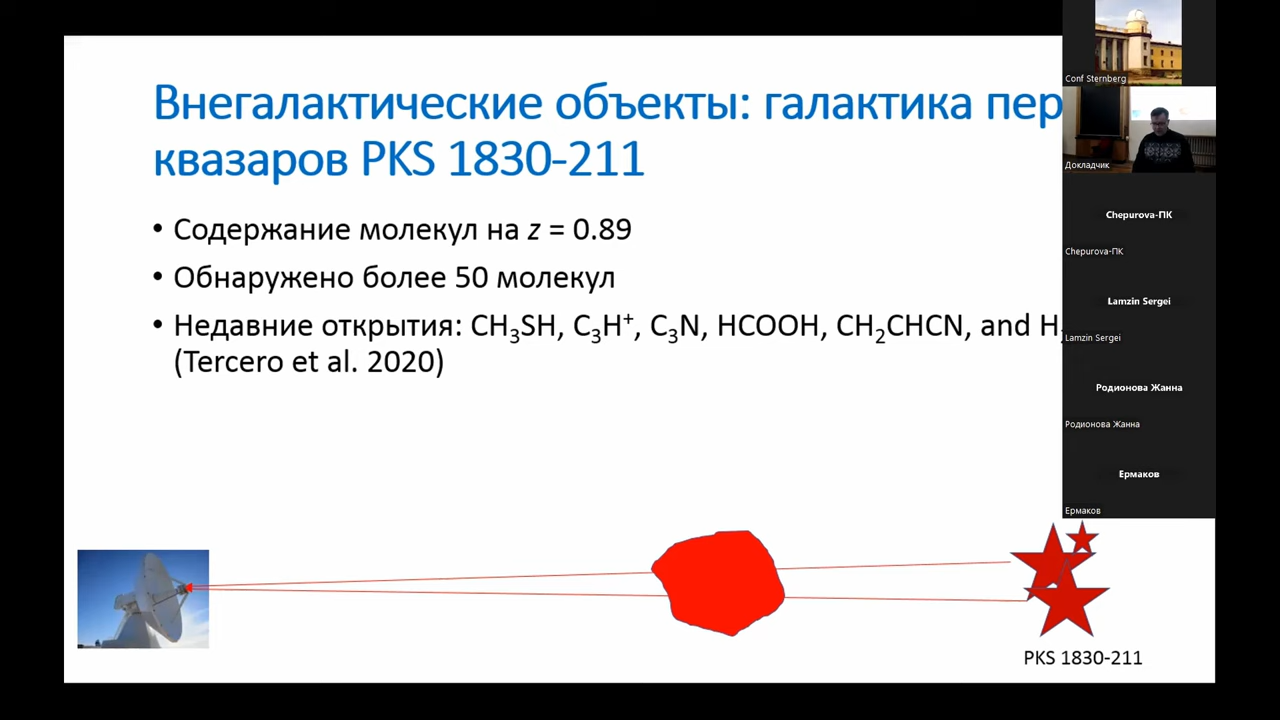 Внегалактические объекты: галактика пер
квазаров PKS 1830-211
• Содержание молекул на z = 0.89
• Обнаружено более 50 молекул
• Недавние открытия: CH₃SH, C₃H⁺, C₃N, HCOOH, CH₂CHCN, and H
(Tercero et al. 2020)
PKS 1830-211
Conf Sternberg
Докладчик
Chepurova-ПК
Chepurova-ПК
Lamzin Sergei
Lamzin Sergei
Родионова Жанна
Родионова Жанна
Ермаков
Ермаков